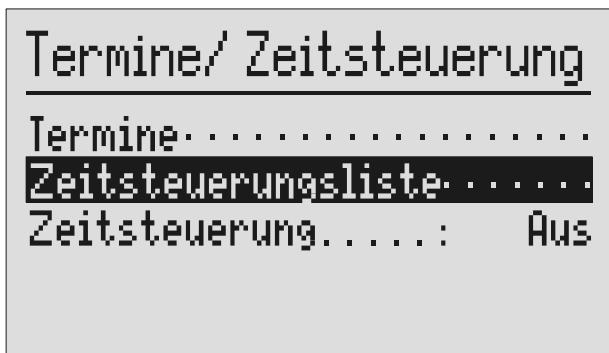 Termine/ Zeitsteuerung
Termine...................
Zeitsteuerungsliste.......
Zeitsteuerung.....: Aus